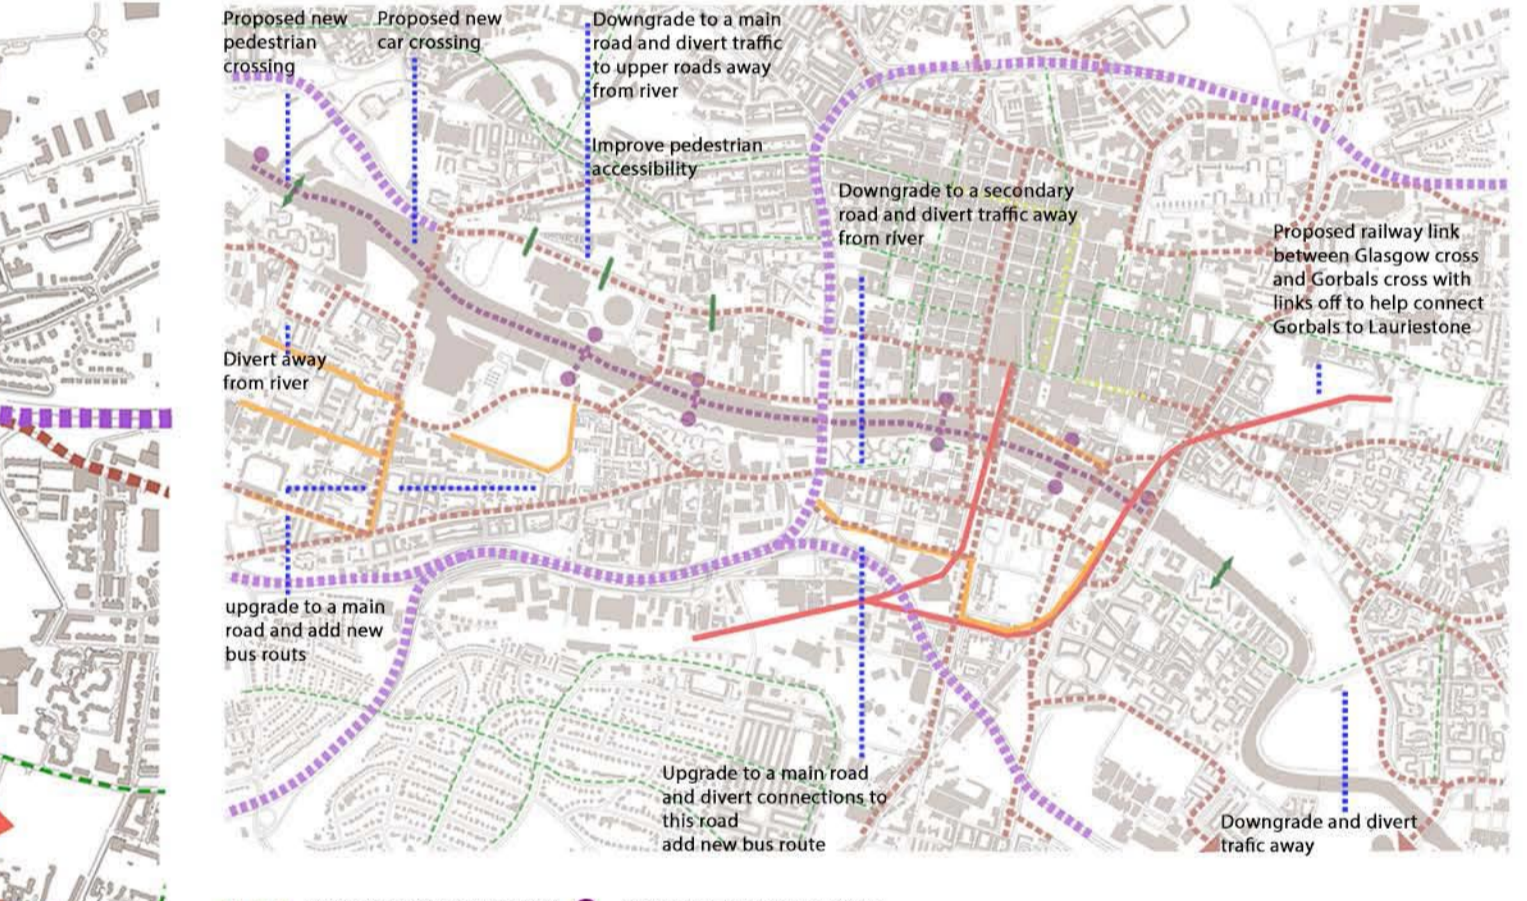 Proposed new
pedestrian
crossing
Proposed new
car crossing
Downgrade to a main
road and divert traffic
to upper roads away
from river
Improve pedestrian
accessibility
Downgrade to a secondary
road and divert traffic away
from river
Proposed railway link
between Glasgow cross
and Gorbals cross with
links off to help connect
Gorbals to Lauriestone
Divert away
from river
upgrade to a main
road and add new
bus routs
Upgrade to a main road
and divert connections to
this road
add new bus route
Downgrade and divert
trafic away